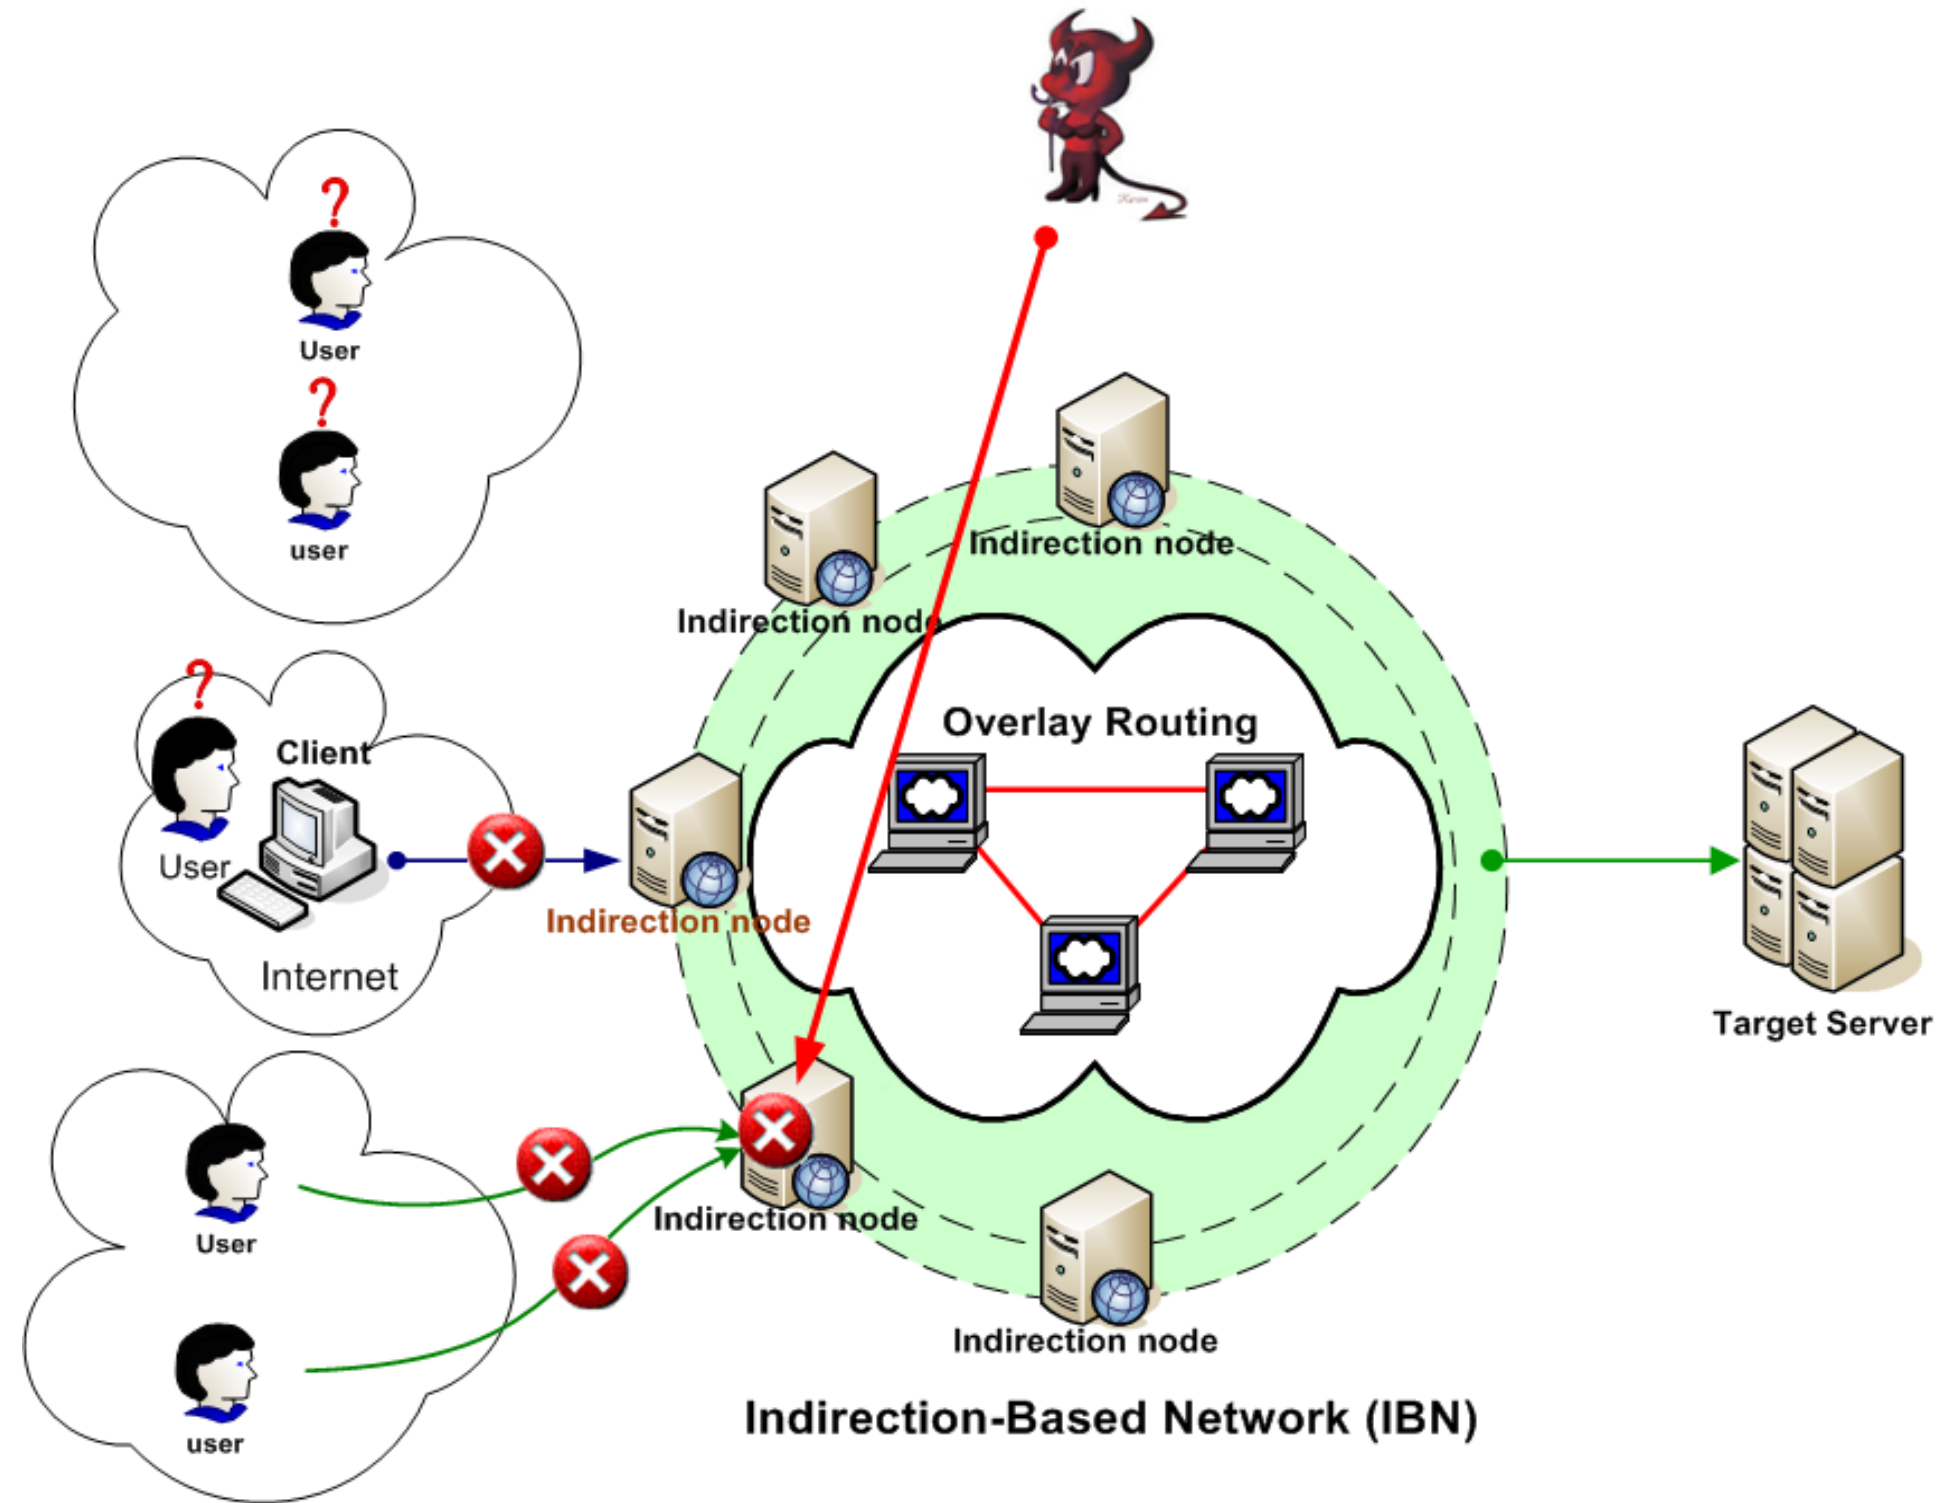 User
user
Indirection node
Indirection node
Overlay Routing
Client
User
Internet
Indirection node
Target Server
User
user
Indirection node
Indirection node
Indirection-Based Network (IBN)